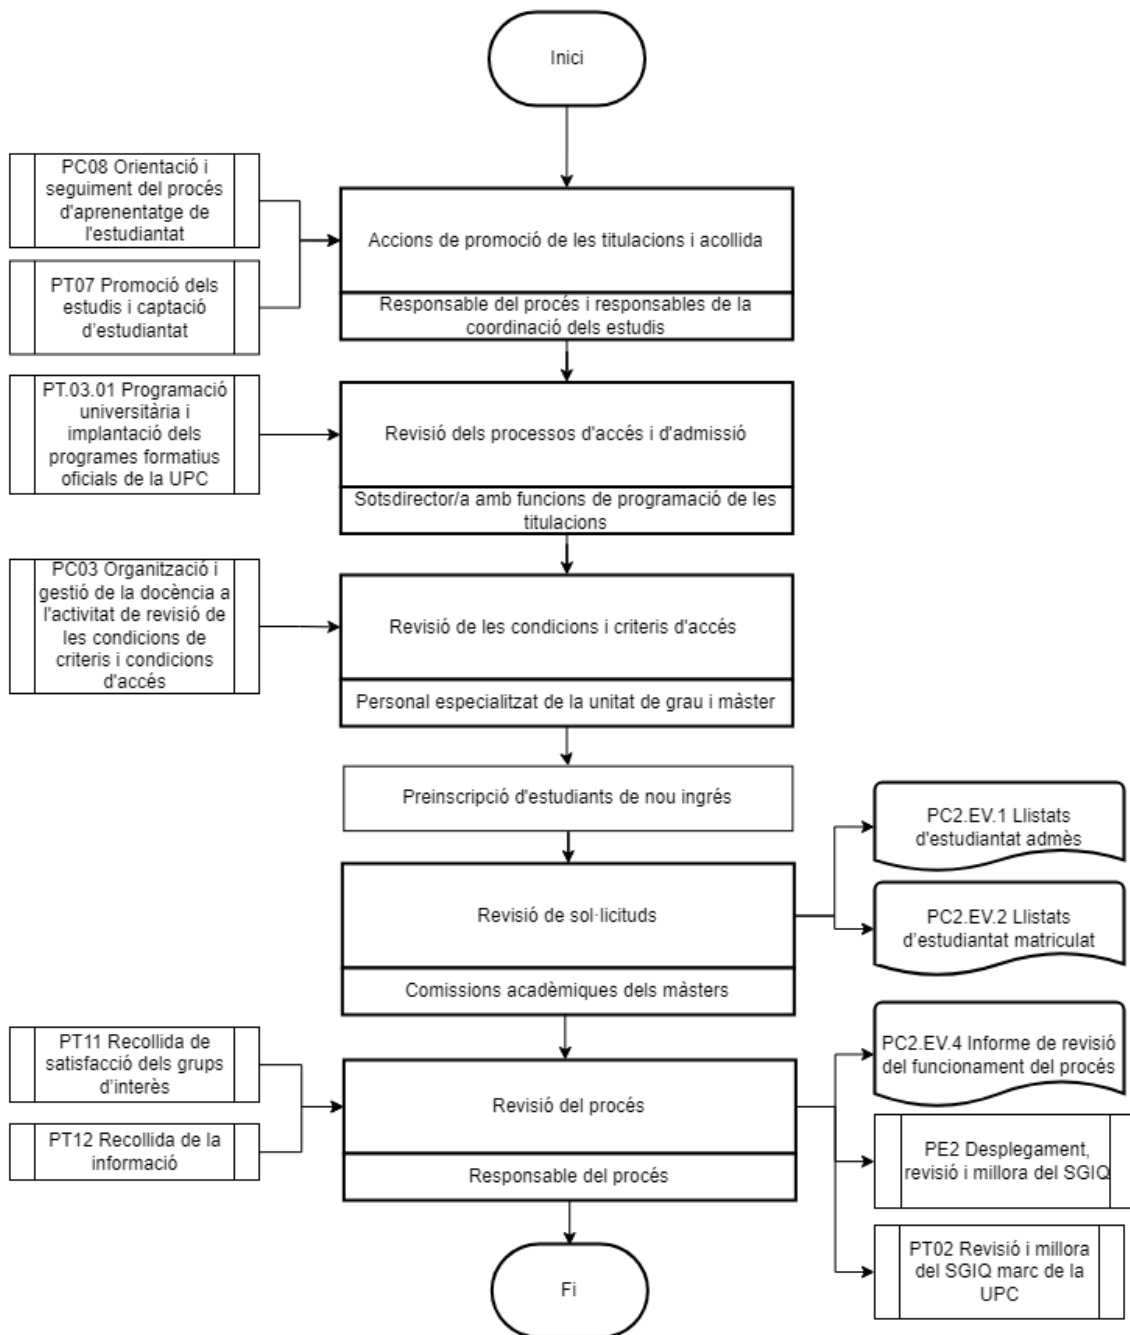 Inici
PC08 Orientació i
seguiment del procés
d'aprenentatge de
l'estudiantat
PT07 Promoció dels
estudis i captació
d'estudiantat
Accions de promoció de les titulacions i acollida
Responsable del procés i responsables de la
coordinació dels estudis
PT.03.01 Programació
universitària i
implantació dels
programes formatius
oficials de la UPC
Revisió dels processos d'accés i d'admissió
Sotsdirector/a amb funcions de programació de les
titulacions
PC03 Organització i
gestió de la docència a
l'activitat de revisió de
les condicions de
criteris i condicions
d'accés
Revisió de les condicions i criteris d'accés
Personal especialitzat de la unitat de grau i màster
Preinscripció d'estudiants de nou ingrés
PC2.EV.1 Llistats
d'estudiantat admès
Revisió de sol·licituds
Comissions acadèmiques dels màsters
PC2.EV.2 Llistats
d'estudiantat matriculat
PT11 Recollida de
satisfacció dels grups
d'interès
PT12 Recollida de la
informació
Revisió del procés
Responsable del procés
PC2.EV.4 Informe de revisió
del funcionament del procés
PE2 Desplegament,
revisió i millora del SGIQ
PT02 Revisió i millora
del SGIQ marc de la
UPC
Fi